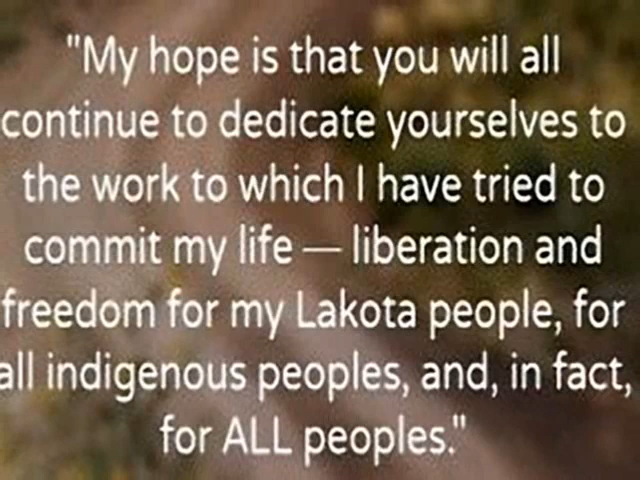 "My hope is that you will all
continue to dedicate yourselves to
the work to which I have tried to
commit my life — liberation and
freedom for my Lakota people, for
all indigenous peoples, and, in fact,
for ALL peoples."